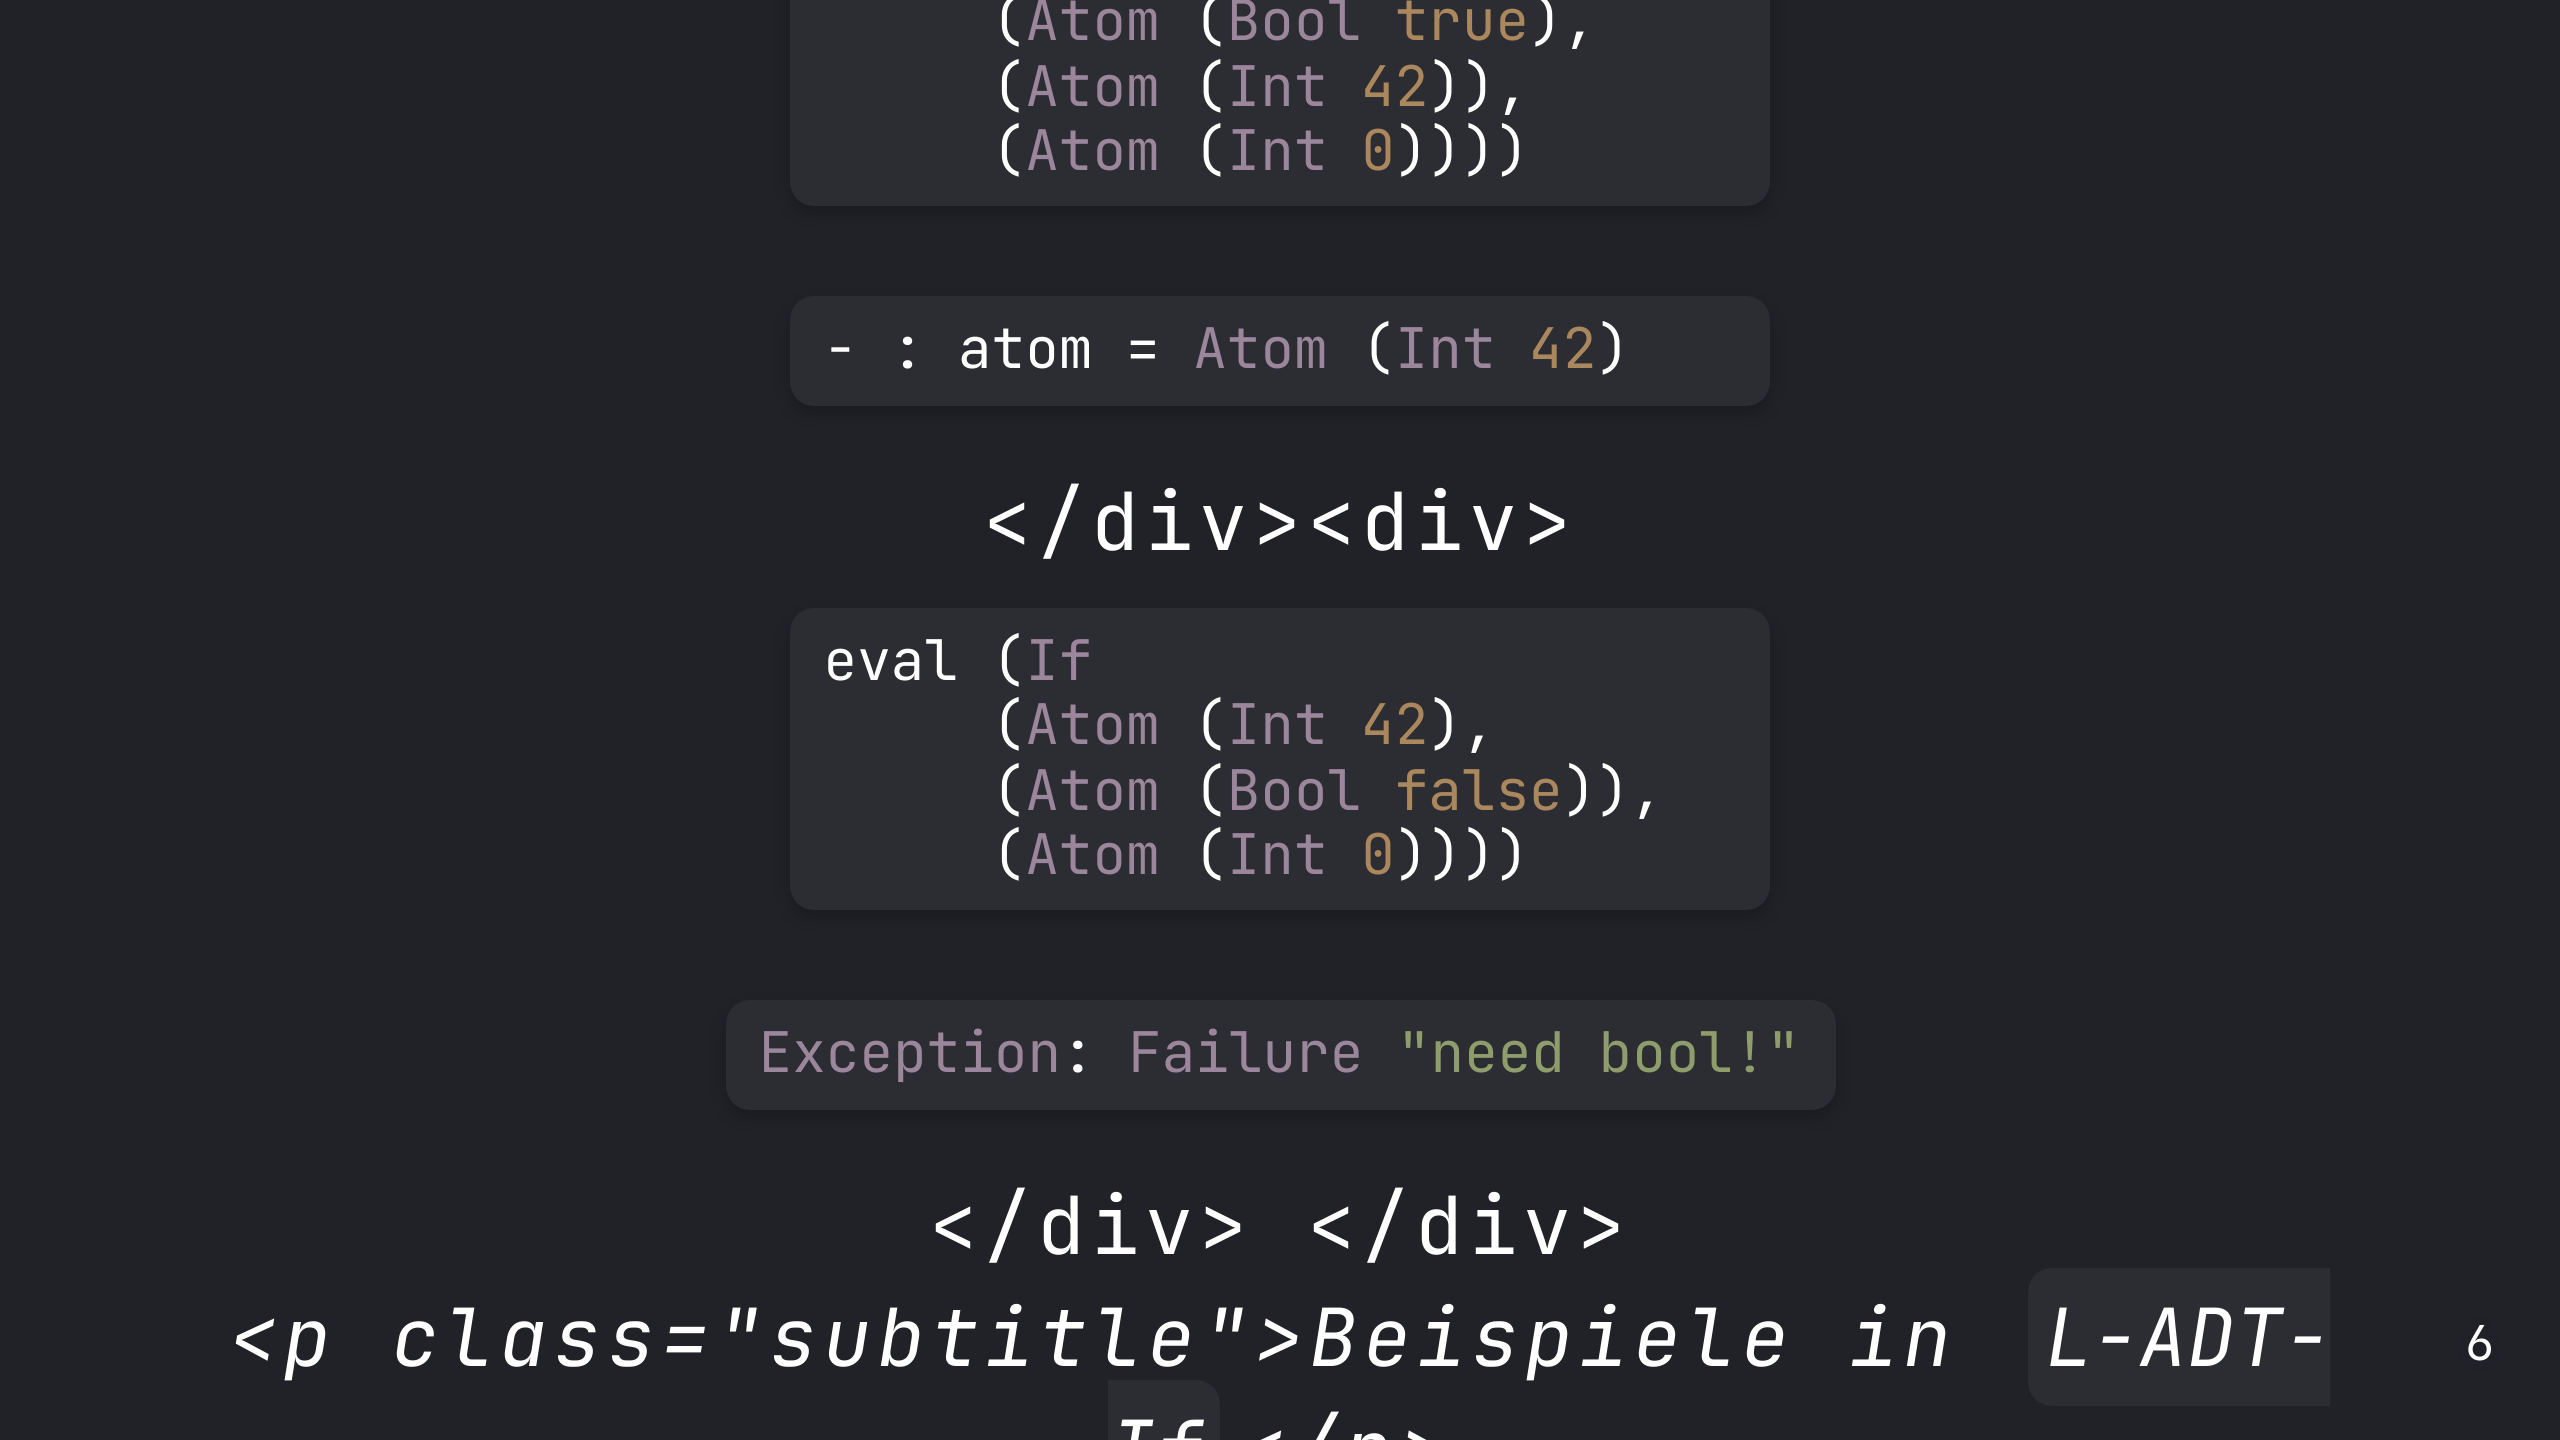 (Atom (Bool true),
(Atom (Int 42)),
(Atom (Int 0))))
- : atom = Atom (Int 42)
</div><div>
eval (If
(Atom (Int 42),
(Atom (Bool false)),
(Atom (Int 0))))
Exception: Failure "need bool!"
</div> </div>
<p class="subtitle">Beispiele in L-ADT-
6
If</p>